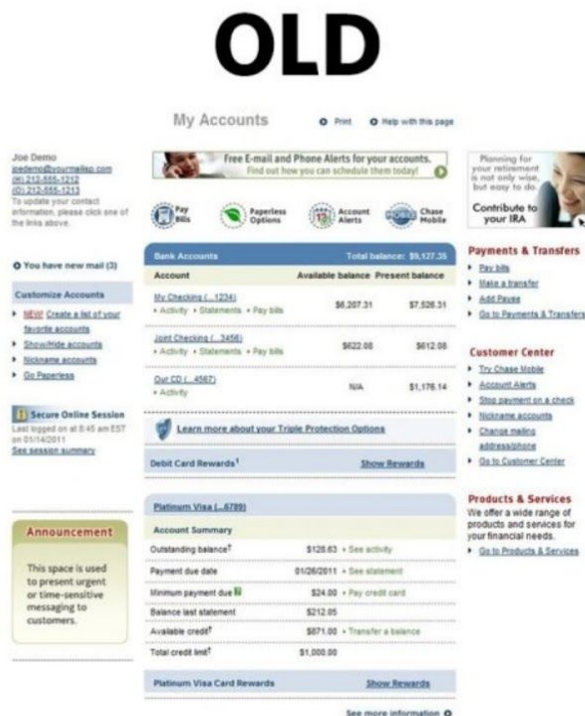 OLD
My Accounts
Print
Help with this page
Joe Demo
joedemo@yourmailsp.com
(H) 212-555-1212
(O) 212-555-1213
To update your contact
information, please click one of
the links above.
You have new mail (3)
Customize Accounts
NEW! Create a list of your
favorite accounts
Show/Hide accounts
Nickname accounts
Go Paperless
Secure Online Session
Last logged on at 8:45 am EST
on 01/14/2011
See session summary
Announcement
This space is used
to present urgent
or time-sensitive
messaging to
customers.
Free E-mail and Phone Alerts for your accounts.
Find out how you can schedule them today!
Pay
Bills
Paperless
Options
Account
Alerts
MOBILE
Chase
Mobile
Bank Accounts Total balance: $9,127.35
Account Available balance Present balance
My Checking (...1234) $6,207.31 $7,526.31
Activity Statements Pay bills
Joint Checking (...3456) $622.08 $612.08
Activity Statements Pay bills
Our CD (...4567) N/A $1,176.14
Activity
Learn more about your Triple Protection Options
Debit Card Rewards¹ Show Rewards
Platinum Visa (...6789)
Account Summary
Outstanding balance† $128.63 See activity
Payment due date 01/26/2011 See statement
Minimum payment due ? $24.00 Pay credit card
Balance last statement $212.05
Available credit† $871.00 Transfer a balance
Total credit limit† $1,000.00
Platinum Visa Card Rewards Show Rewards
See more information
Planning for
your retirement
is not only wise,
but easy to do.
Contribute to
your IRA
Payments & Transfers
Pay bills
Make a transfer
Add Payee
Go to Payments & Transfers
Customer Center
Try Chase Mobile
Account Alerts
Stop payment on a check
Nickname accounts
Change mailing
address/phone
Go to Customer Center
Products & Services
We offer a wide range of
products and services for
your financial needs.
Go to Products & Services